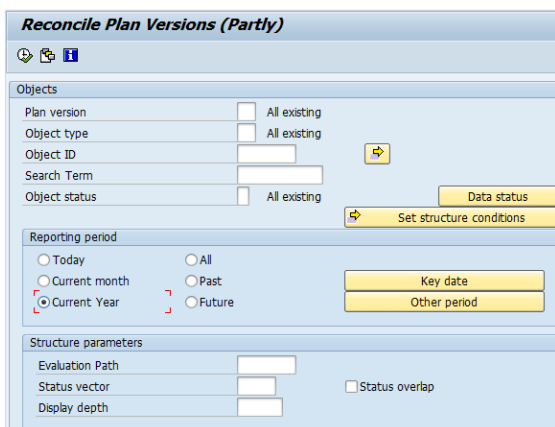 Reconcile Plan Versions (Partly)
Objects
Plan version All existing
Object type All existing
Object ID
Search Term
Object status All existing Data status
Set structure conditions
Reporting period
Today All
Current month Past Key date
Current Year Future Other period
Structure parameters
Evaluation Path
Status vector Status overlap
Display depth